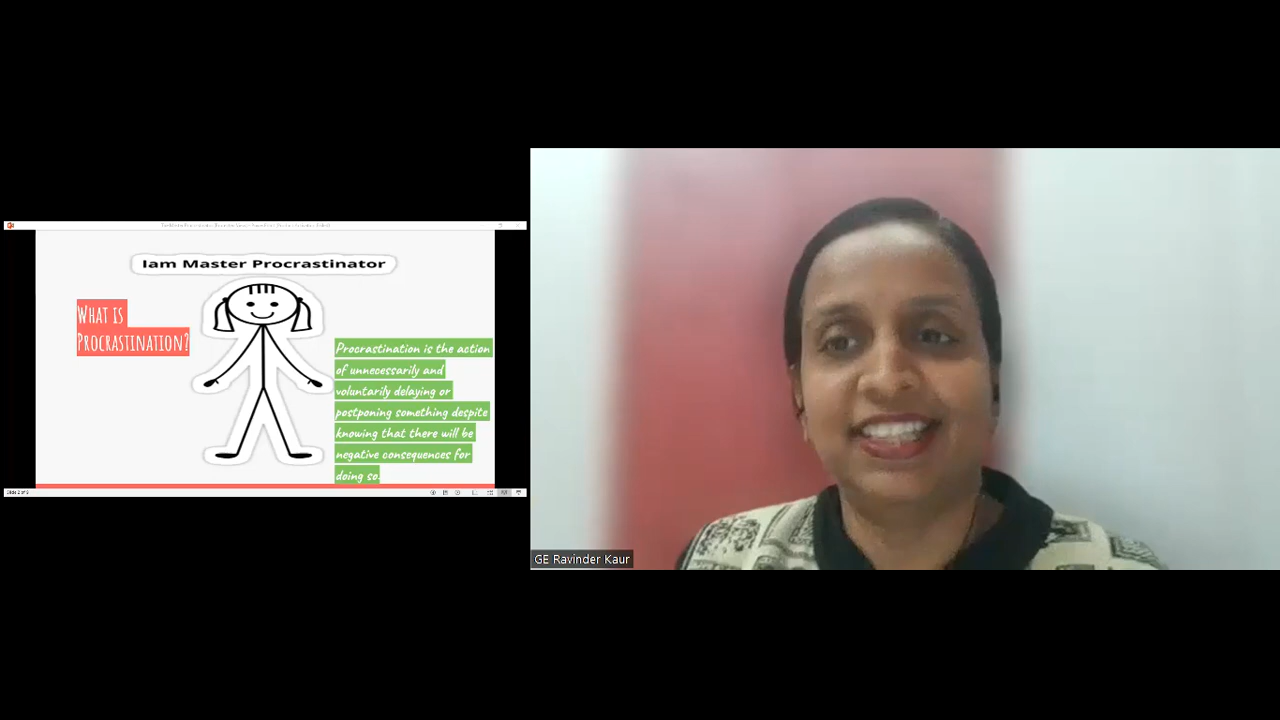 Iam Master Procrastinator
What is
Procrastination?
Procrastination is the action
of unnecessarily and
voluntarily delaying or
postponing something despite
knowing that there will be
negative consequences for
doing so.
GE Ravinder Kaur